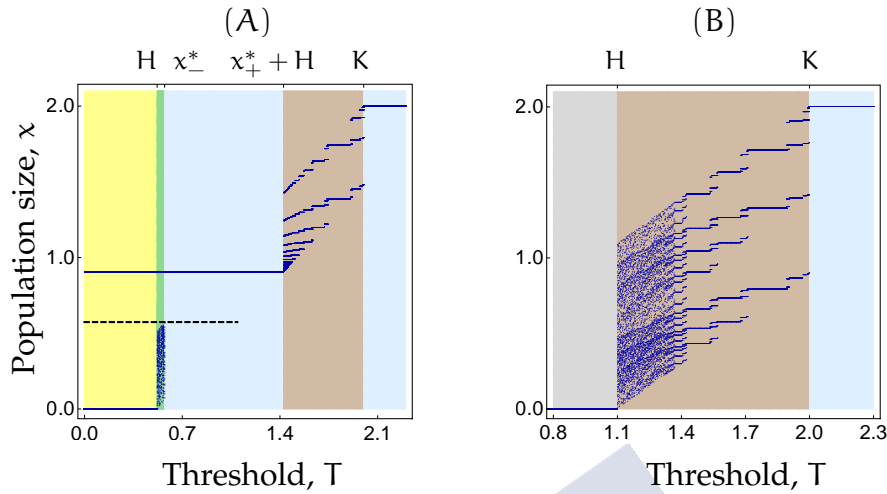 (A)
H x*₋ x*₊ + H K
2.0
1.0
0.0
0.0 0.7 1.4 2.1
Threshold, T
Population size, x
(B)
H K
2.0
1.0
0.0
0.8 1.1 1.4 1.7 2.0 2.3
Threshold, T